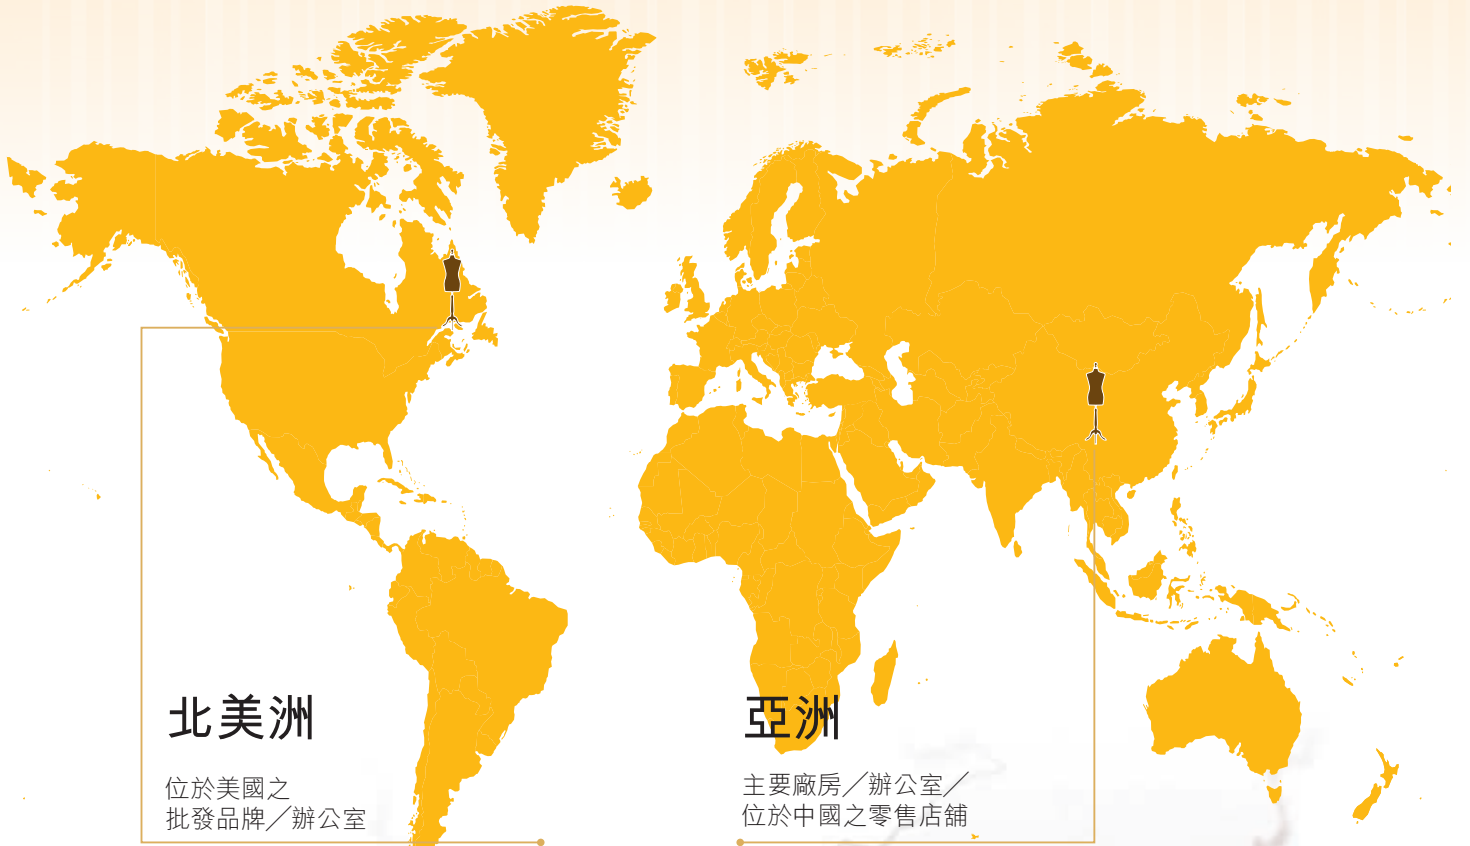 北美洲
位於美國之
批發品牌／辦公室
亞洲
主要廠房／辦公室／
位於中國之零售店舖